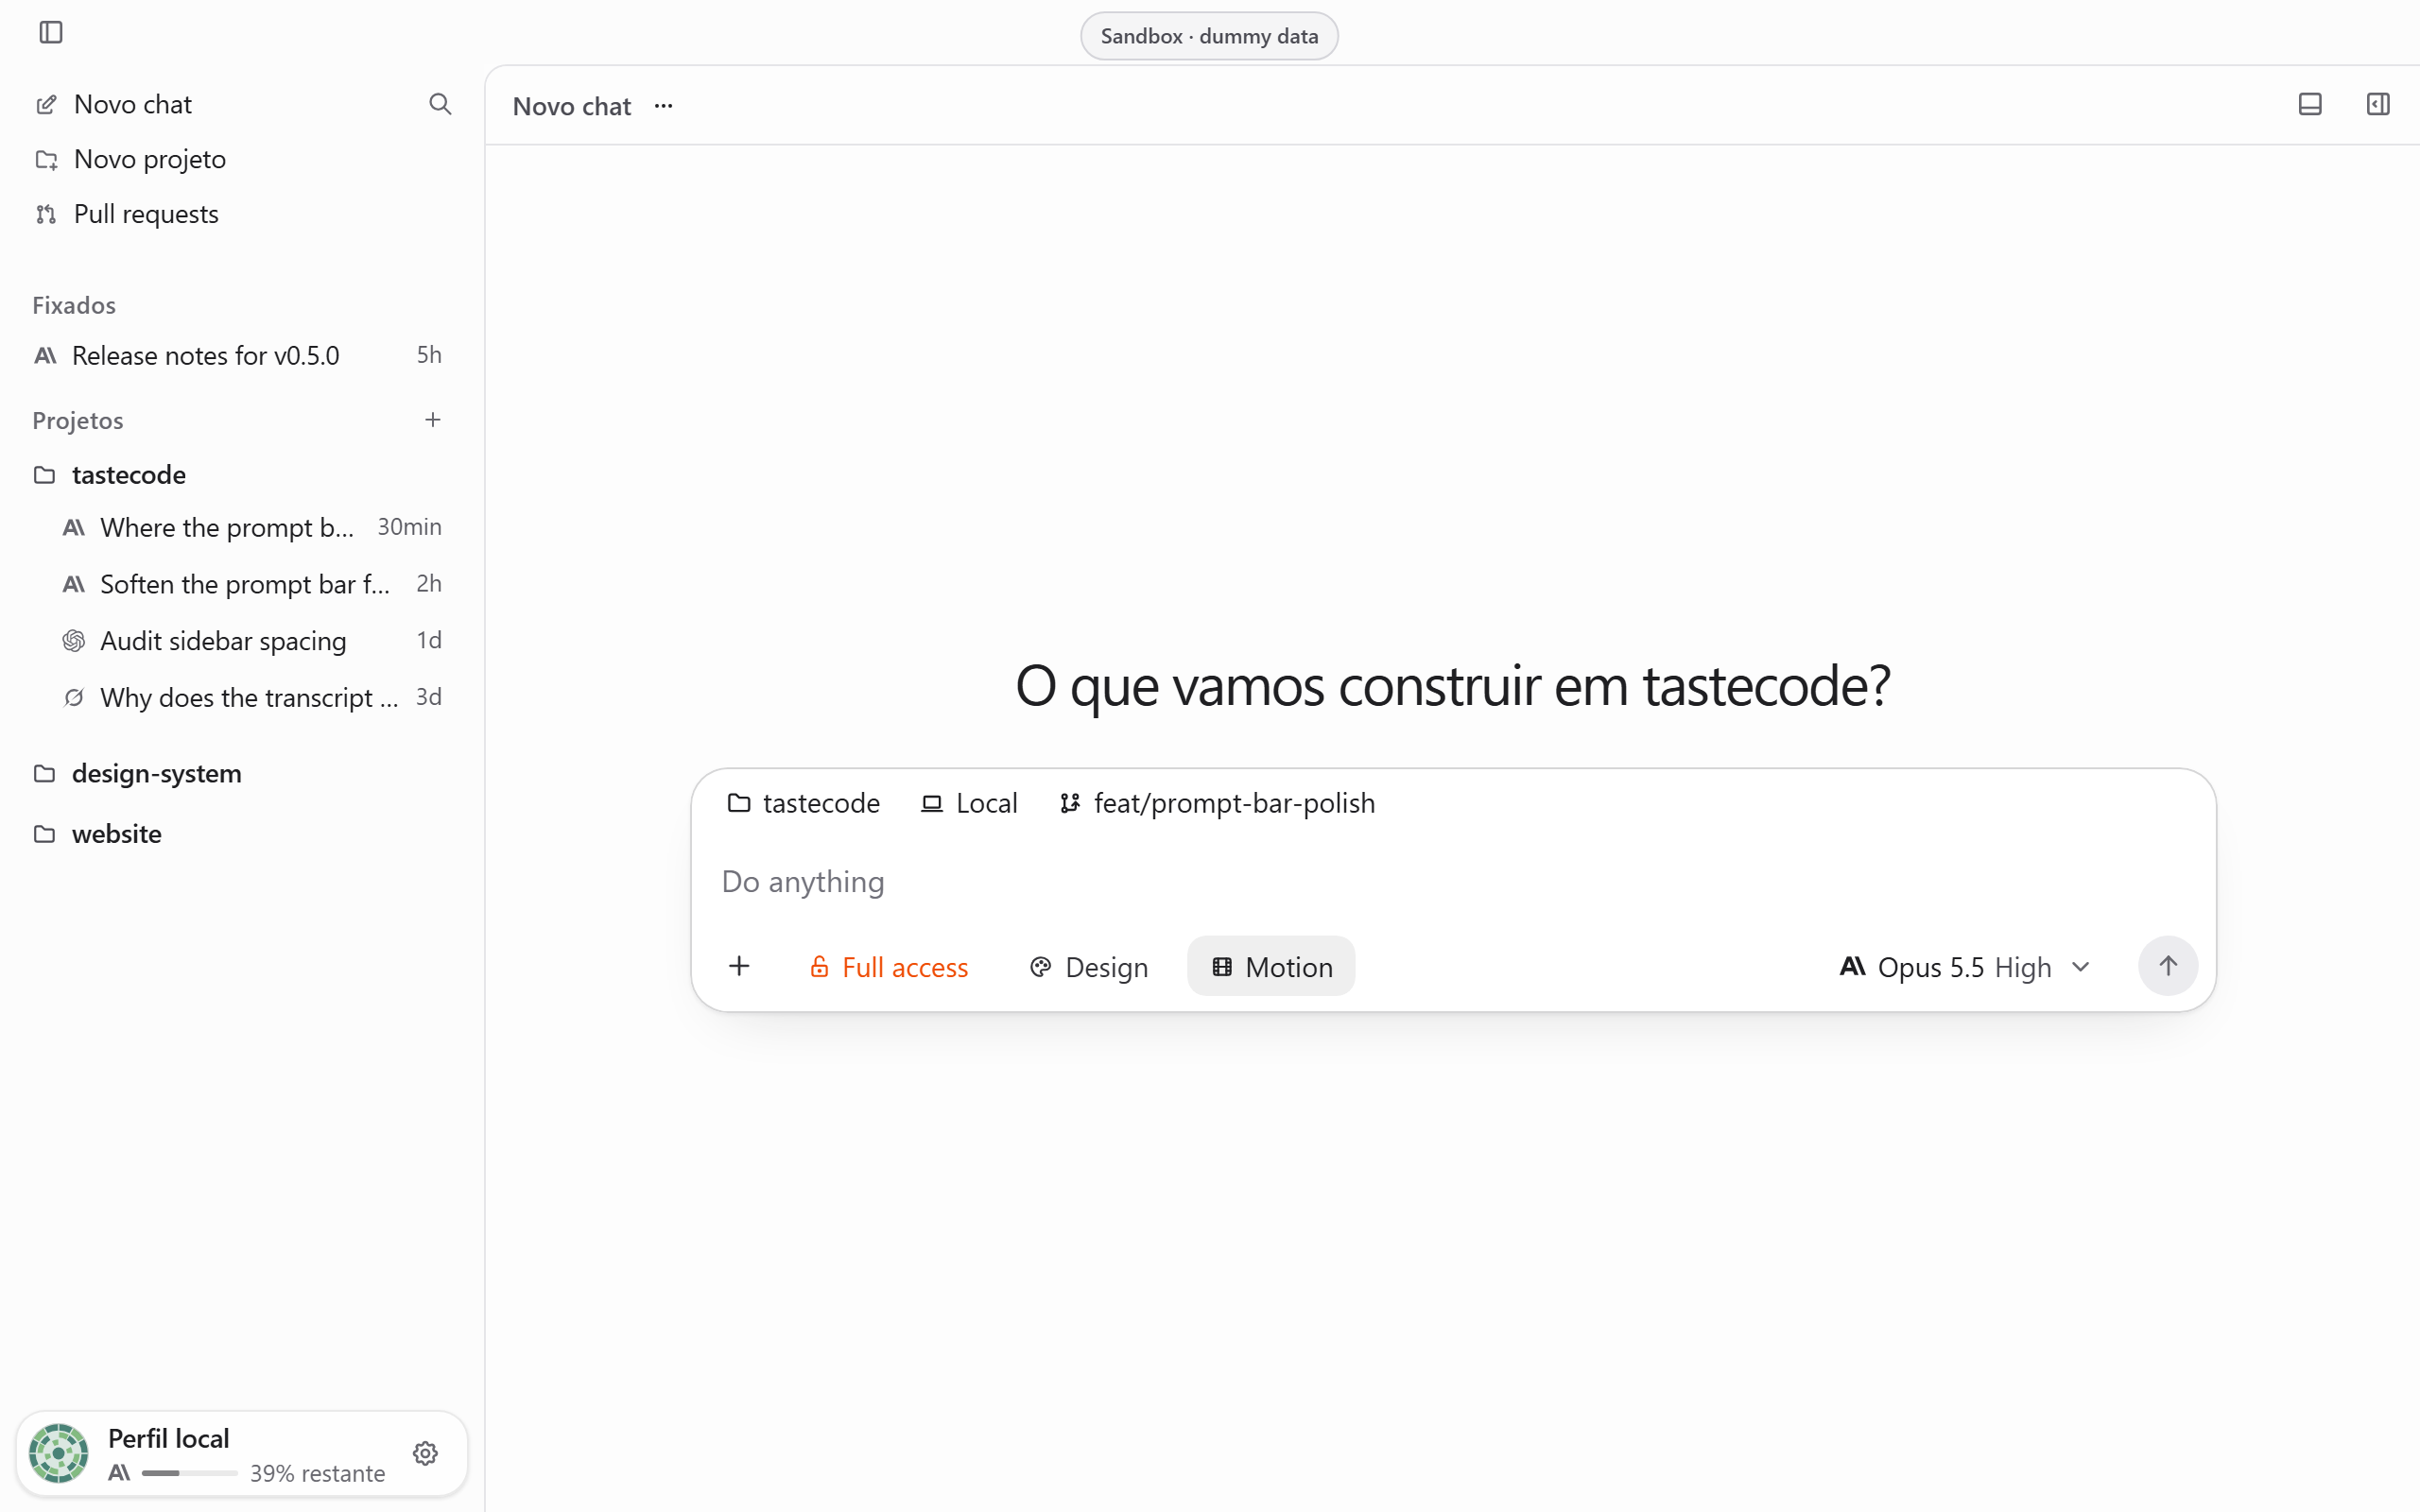 Sandbox · dummy data
Novo chat
Novo projeto
Pull requests
Fixados
Release notes for v0.5.0 5h
Projetos
tastecode
Where the prompt b... 30min
Soften the prompt bar f... 2h
Audit sidebar spacing 1d
Why does the transcript ... 3d
design-system
website
Perfil local
39% restante
Novo chat
O que vamos construir em tastecode?
tastecode Local feat/prompt-bar-polish
Do anything
Full access Design Motion Opus 5.5 High